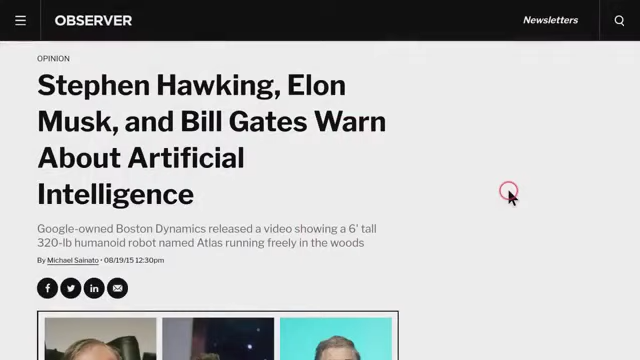 OBSERVER
Newsletters
OPINION
Stephen Hawking, Elon
Musk, and Bill Gates Warn
About Artificial
Intelligence
Google-owned Boston Dynamics released a video showing a 6' tall
320-lb humanoid robot named Atlas running freely in the woods
By Michael Sainato • 08/19/15 12:30pm